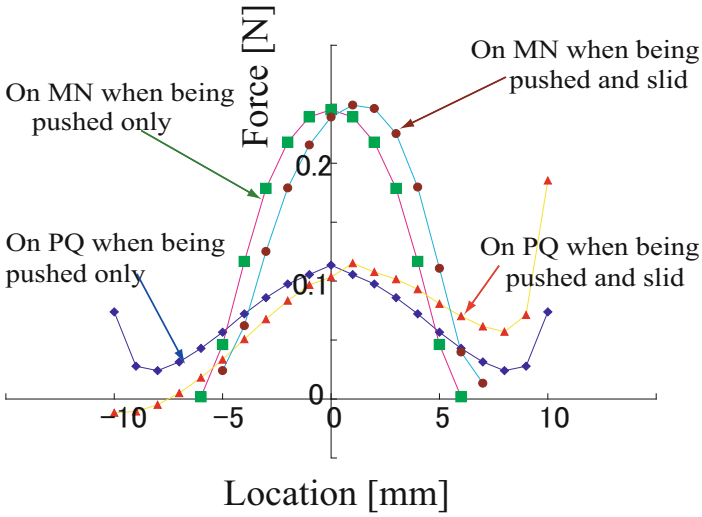 Force [N]
On MN when being
pushed and slid
On MN when being
pushed only
0.2
On PQ when being
pushed only
On PQ when being
pushed and slid
0.1
0
−10
−5
0
5
10
Location [mm]